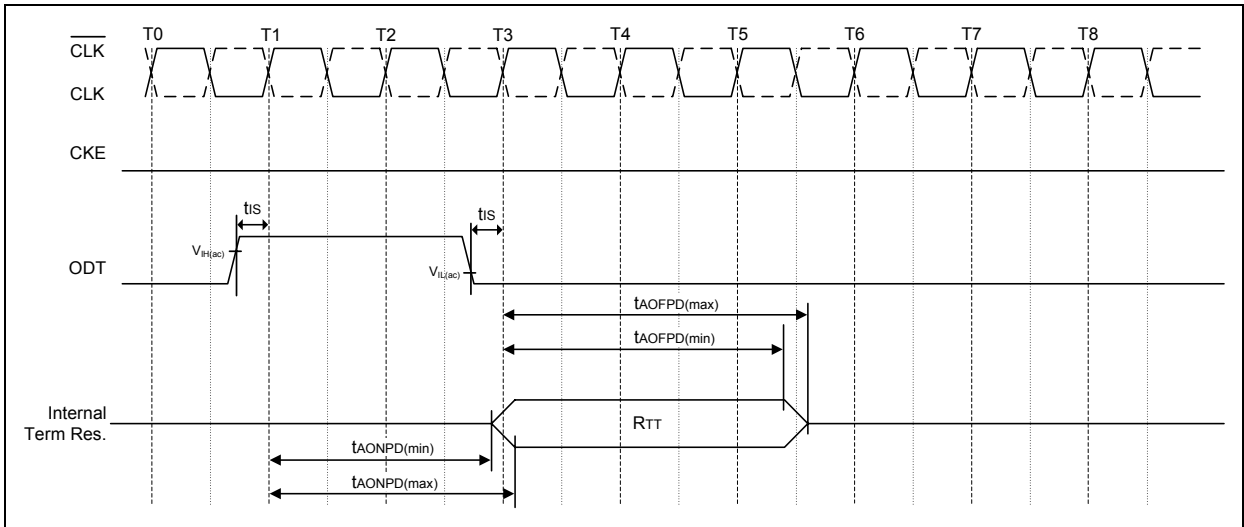 T0 T1 T2 T3 T4 T5 T6 T7 T8
CLK
CLK
CKE
tIS tIS
VIH(ac)
ODT
VIL(ac)
tAOFPD(max)
tAOFPD(min)
Internal
Term Res.
RTT
tAONPD(min)
tAONPD(max)